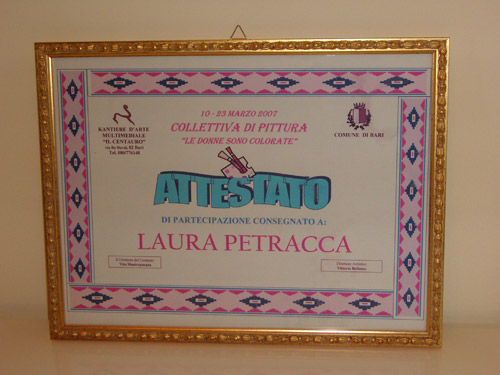 10 - 23 MARZO 2007
COLLETTIVA DI PITTURA
"LE DONNE SONO COLORATE"
KANTIERE D'ARTE
MULTIMEDIALE
"IL CENTAURO"
COMUNE DI BARI
ATTESTATO
DI PARTECIPAZIONE CONSEGNATO A:
LAURA PETRACCA